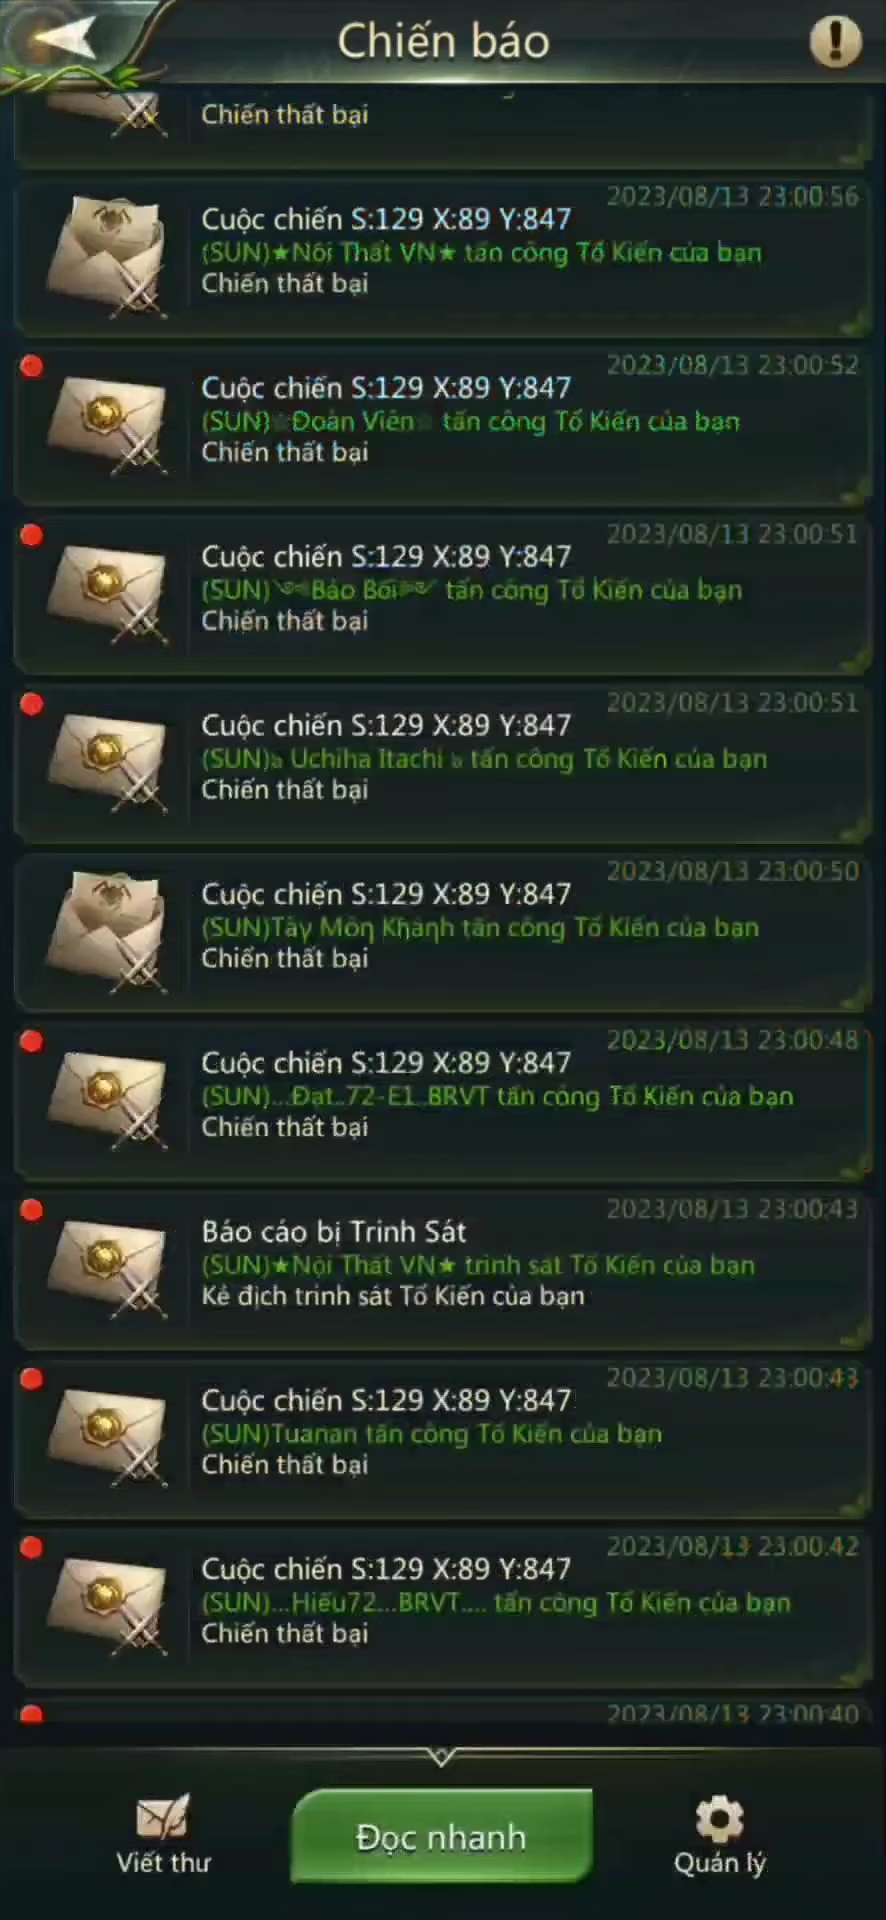 Chiến báo
Chiến thất bại
2023/08/13 23:00:56
Cuộc chiến S:129 X:89 Y:847
(SUN)★Nội Thất VN★ tấn công Tổ Kiến của bạn
Chiến thất bại
2023/08/13 23:00:52
Cuộc chiến S:129 X:89 Y:847
(SUN) Đoàn Viên tấn công Tổ Kiến của bạn
Chiến thất bại
2023/08/13 23:00:51
Cuộc chiến S:129 X:89 Y:847
(SUN) Bảo Bối tấn công Tổ Kiến của bạn
Chiến thất bại
2023/08/13 23:00:51
Cuộc chiến S:129 X:89 Y:847
(SUN) Uchiha Itachi tấn công Tổ Kiến của bạn
Chiến thất bại
2023/08/13 23:00:50
Cuộc chiến S:129 X:89 Y:847
(SUN)Tâγ Môη Kɧáηh tấn công Tổ Kiến của bạn
Chiến thất bại
2023/08/13 23:00:48
Cuộc chiến S:129 X:89 Y:847
(SUN)...Đạt..72-E1..BRVT tấn công Tổ Kiến của bạn
Chiến thất bại
2023/08/13 23:00:43
Báo cáo bị Trinh Sát
(SUN)★Nội Thất VN★ trinh sát Tổ Kiến của bạn
Kẻ địch trinh sát Tổ Kiến của bạn
2023/08/13 23:00:43
Cuộc chiến S:129 X:89 Y:847
(SUN)Tuanan tấn công Tổ Kiến của bạn
Chiến thất bại
2023/08/13 23:00:42
Cuộc chiến S:129 X:89 Y:847
(SUN)...Hiếu72...BRVT.... tấn công Tổ Kiến của bạn
Chiến thất bại
2023/08/13 23:00:40
Viết thư
Đọc nhanh
Quản lý